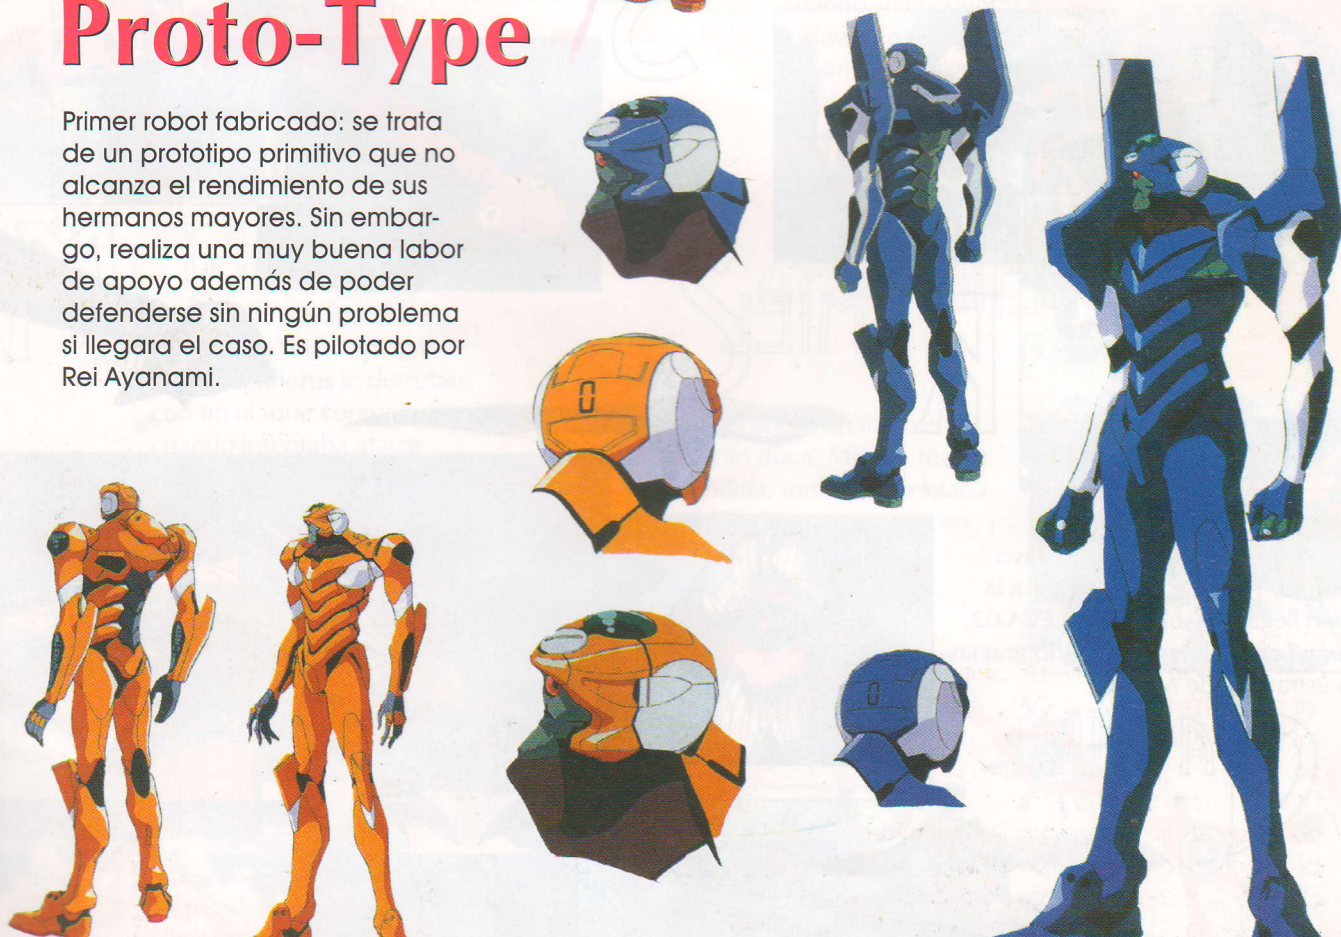 Proto-Type
Primer robot fabricado: se trata
de un prototipo primitivo que no
alcanza el rendimiento de sus
hermanos mayores. Sin embar-
go, realiza una muy buena labor
de apoyo además de poder
defenderse sin ningún problema
si llegara el caso. Es pilotado por
Rei Ayanami.
0
0